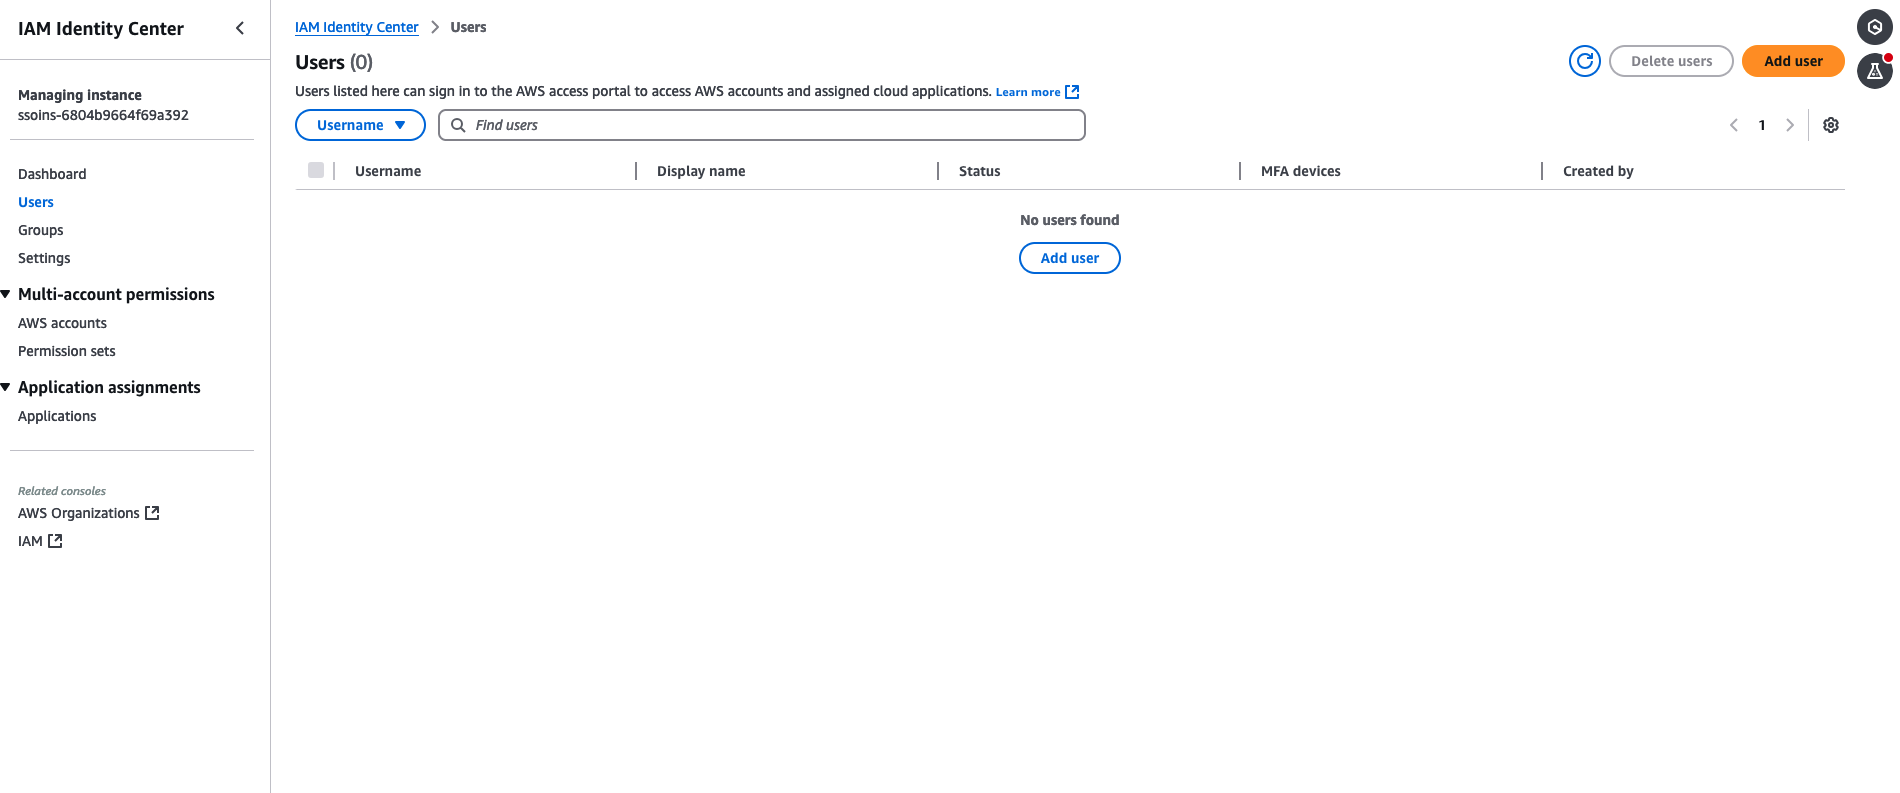 IAM Identity Center
Managing instance
ssoins-6804b9664f69a392
Dashboard
Users
Groups
Settings
Multi-account permissions
AWS accounts
Permission sets
Application assignments
Applications
Related consoles
AWS Organizations
IAM
IAM Identity Center > Users
Users (0)
Delete users
Add user
Users listed here can sign in to the AWS access portal to access AWS accounts and assigned cloud applications. Learn more
Username
Find users
1
Username Display name Status MFA devices Created by
No users found
Add user